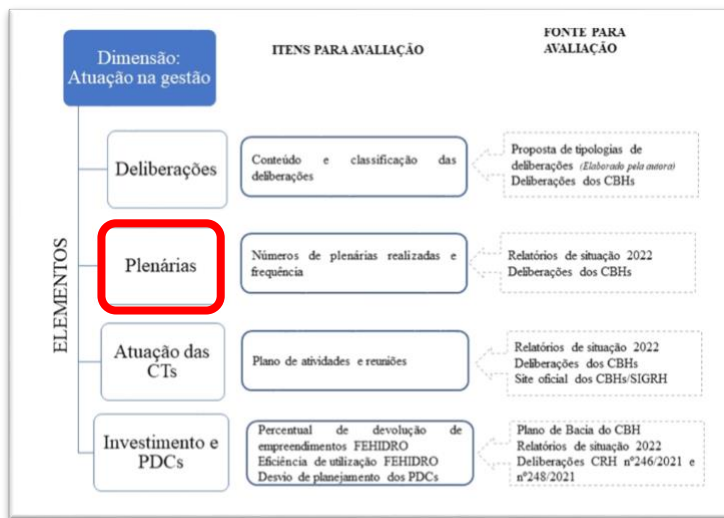 Dimensão:
Atuação na gestão
ITENS PARA AVALIAÇÃO
FONTE PARA
AVALIAÇÃO
ELEMENTOS
Deliberações
Conteúdo e classificação das
deliberações
Proposta de tipologias de
deliberações (Elaborado pela autora)
Deliberações dos CBHs
Plenárias
Números de plenárias realizadas e
frequência
Relatórios de situação 2022
Deliberações dos CBHs
Atuação das
CTs
Plano de atividades e reuniões
Relatórios de situação 2022
Deliberações dos CBHs
Site oficial dos CBHs/SIGRH
Investimento e
PDCs
Percentual de devolução de
empreendimentos FEHIDRO
Eficiência de utilização FEHIDRO
Desvio de planejamento dos PDCs
Plano de Bacia do CBH
Relatórios de situação 2022
Deliberações CRH nº246/2021 e
nº248/2021